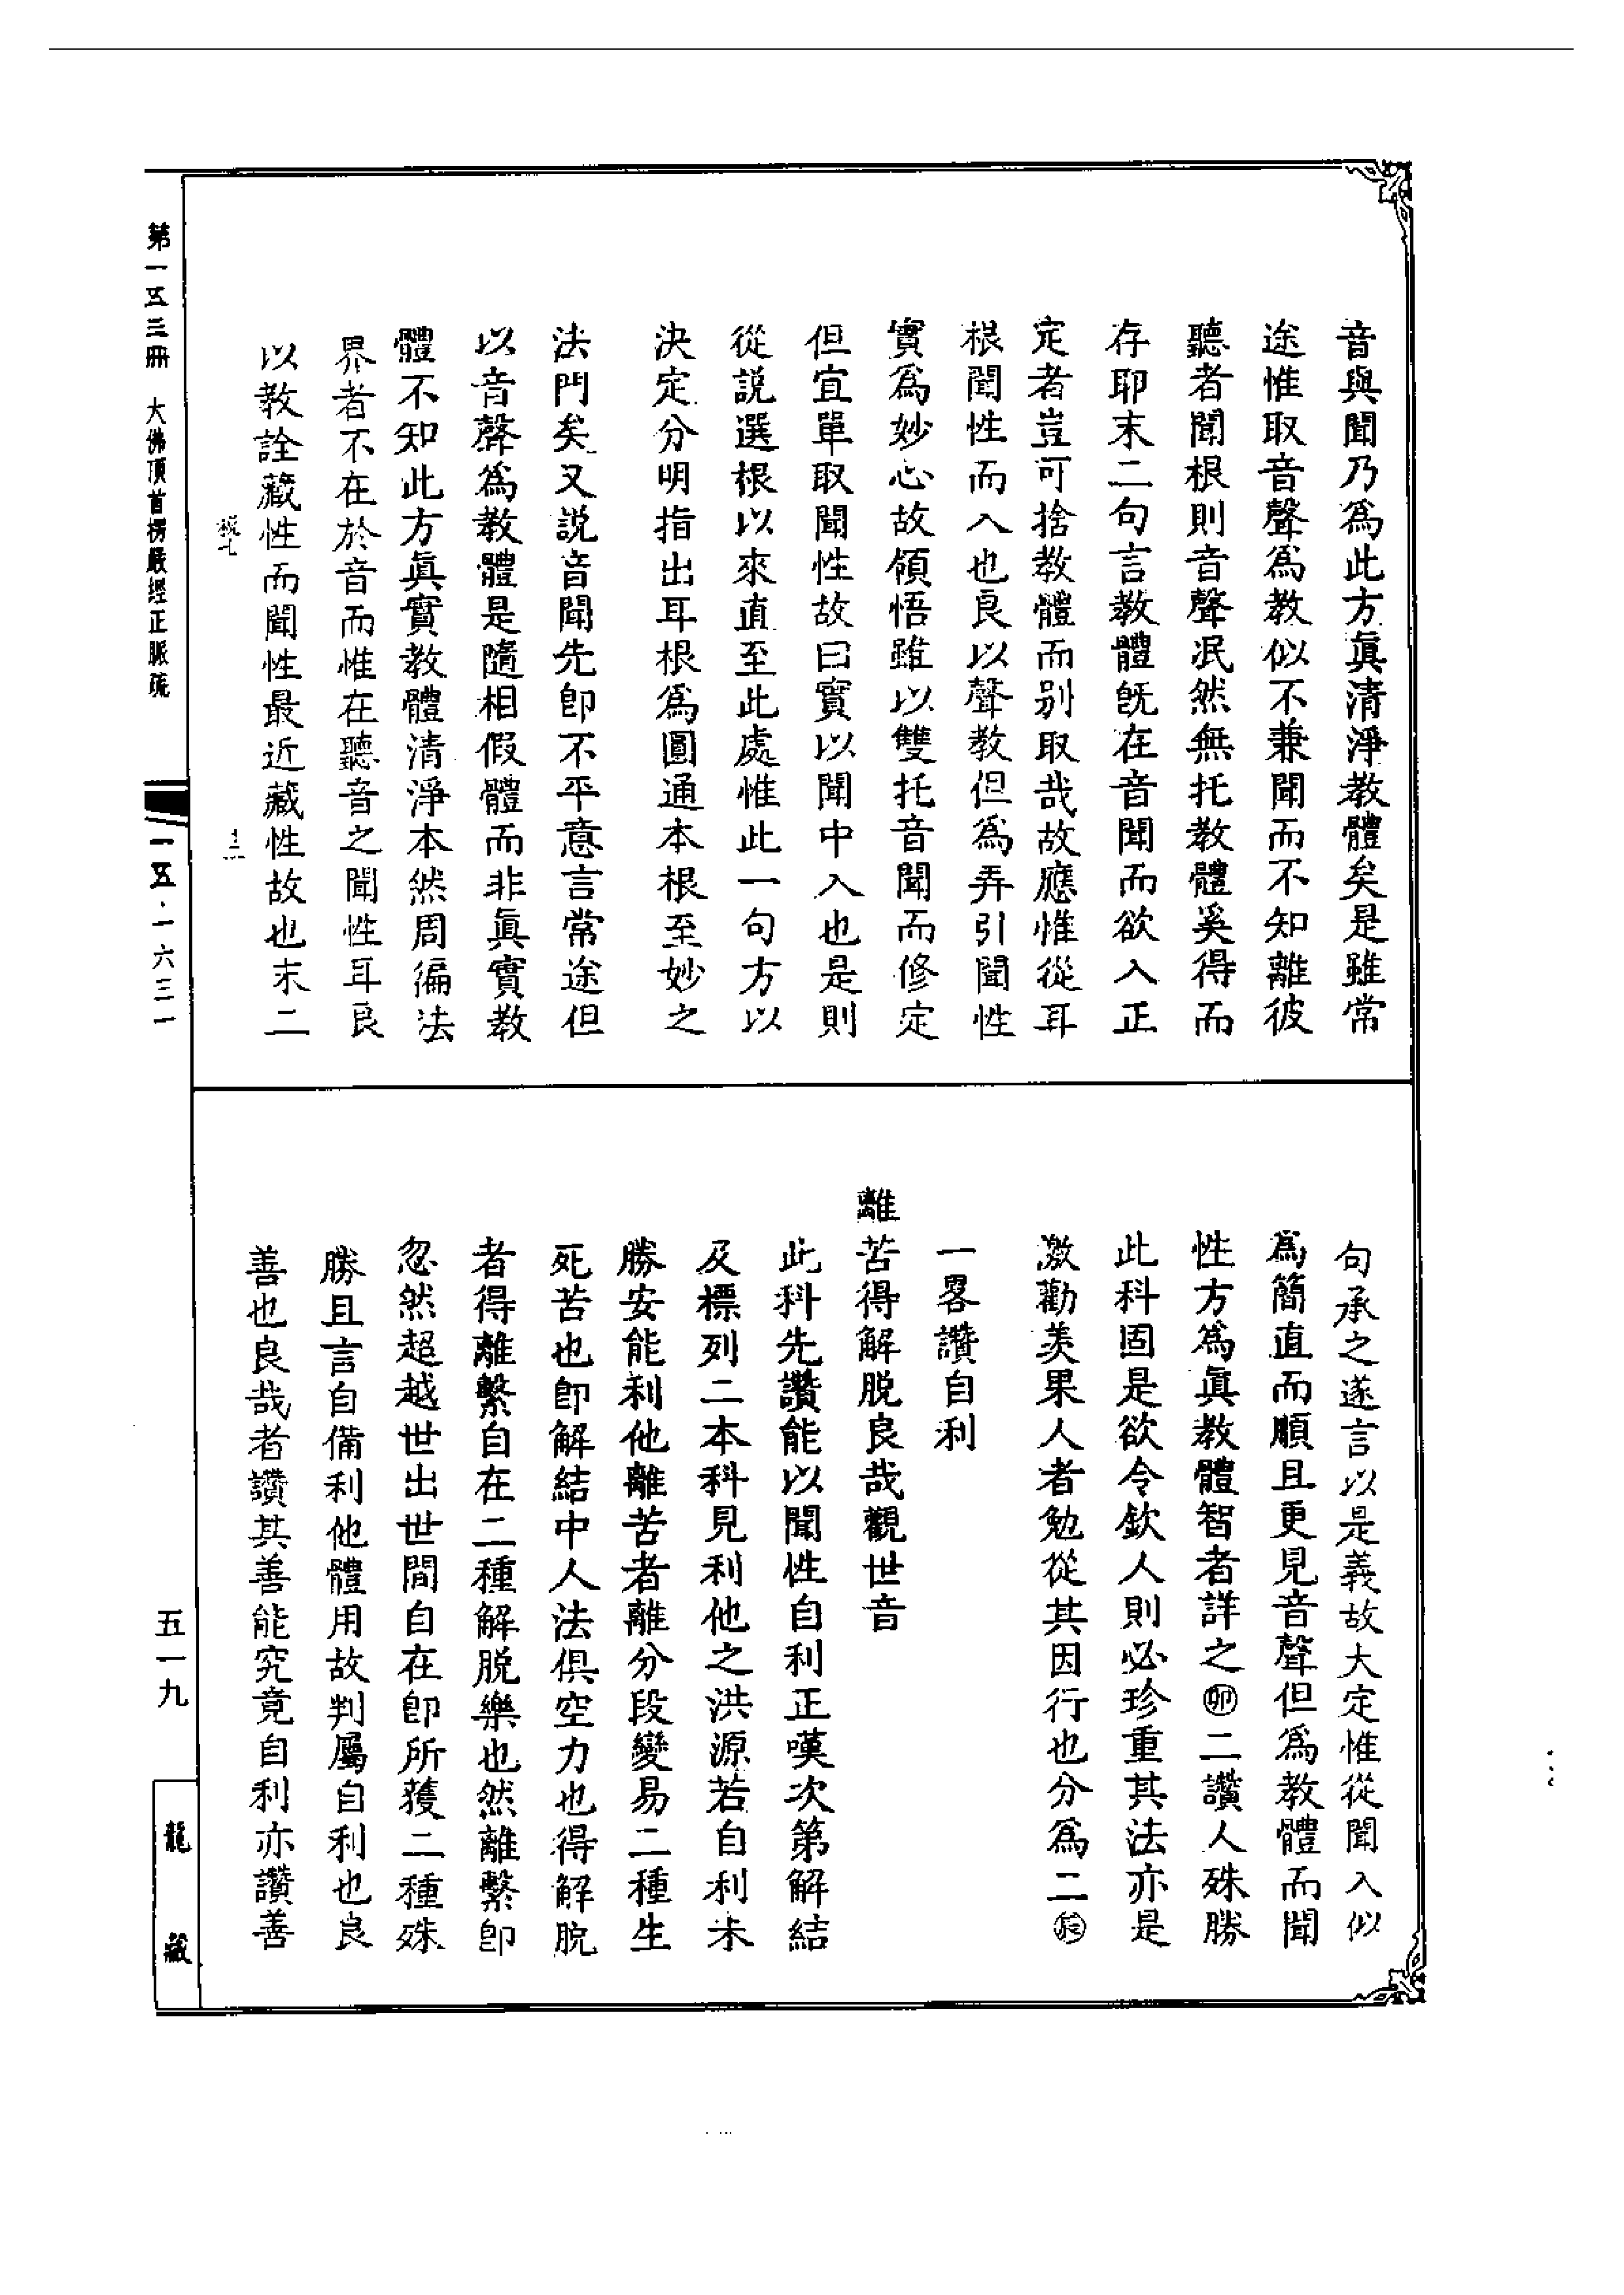 音與聞乃爲此方眞清淨教體矣是雖常
途惟取音聲爲教似不兼聞而不知離彼
聽者聞根則音聲泯然無托教體奚得而
存耶末二句言教體旣在音聞而欲入正
定者豈可捨教體而别取哉故應惟從耳
根聞性而入也良以聲教但爲弄引聞性
實爲妙心故領悟雖以雙托音聞而修定
但宜單取聞性故曰實以聞中入也是則
從説選根以來直至此處惟此一句方以
決定分明指出耳根爲圓通本根至妙之
法門矣又説音聞先卽不平意言常途但
以音聲爲教體是隨相假體而非眞實教
體不知此方眞實教體清淨本然周徧法
界者不在於音而惟在聽音之聞性耳良
以教詮藏性而聞性最近藏性故也末二
句承之遂言以是義故大定惟從聞入似
爲簡直而順且更見音聲但爲教體而聞
性方爲眞教體智者詳之㊞二讚人殊勝
此科固是欲令欽人則必珍重其法亦是
激勸羡果人者勉從其因行也分爲二
一畧讚自利
離苦得解脱良哉觀世音
此科先讚能以聞性自利正嘆次第解結
及標列二本科見利他之洪源若自利未
勝安能利他離苦者離分段變易二種生
死苦也卽解結中人法俱空力也得解脱
者得離繫自在二種解脱樂也然離繫卽
忽然超越世出世間自在卽所獲二種殊
勝且言自備利他體用故判屬自利也良
善也良哉者讚其善能究竟自利亦讚善
第一五三冊 大佛頂首楞嚴經正脈疏
一五·一六三一
五一九
龍藏